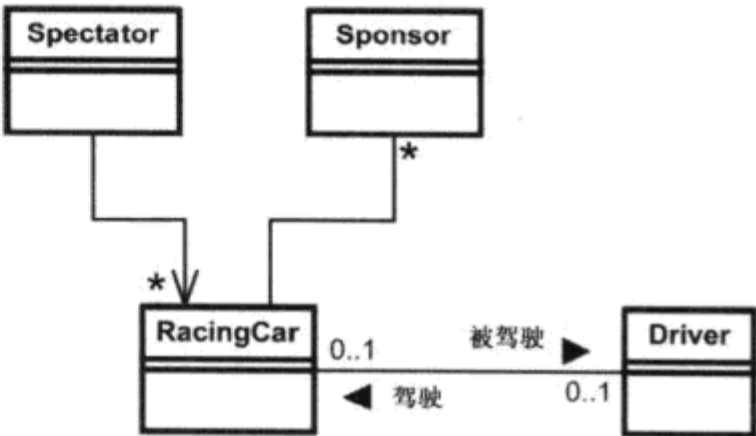 Spectator
Sponsor
*
*
RacingCar
0..1
被驾驶
Driver
驾驶
0..1